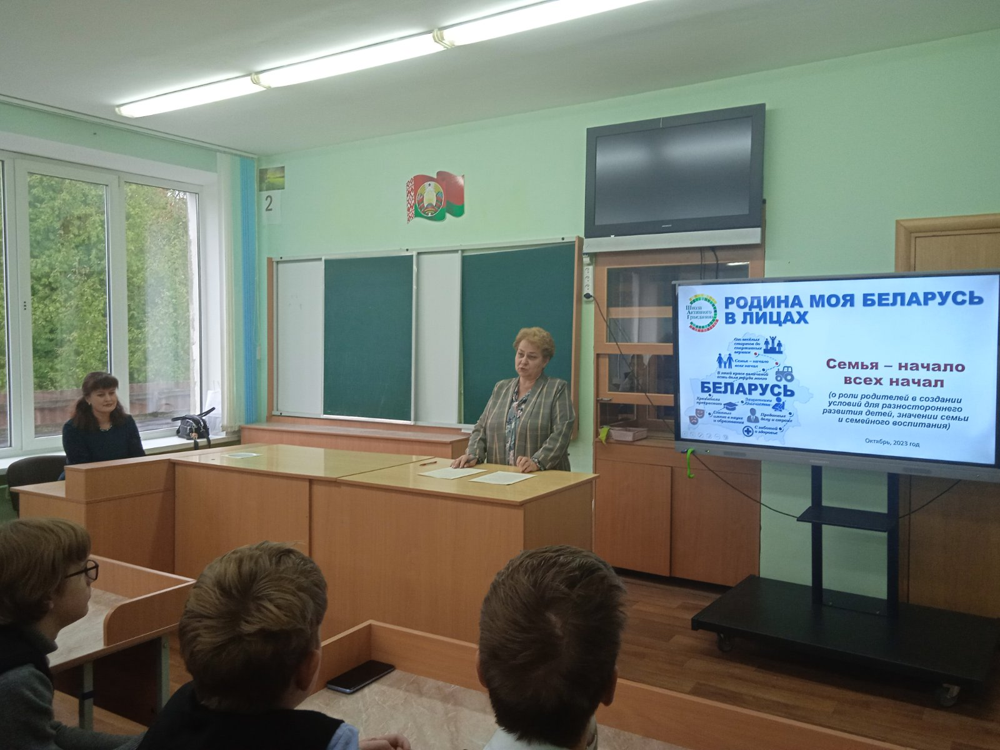 2
РОДИНА МОЯ БЕЛАРУСЬ
В ЛИЦАХ
Школа
Активного
Гражданина
От весёлых
стартов до
спортивных
вершин
Семья – начало
всех начал
В этой красе величавой
есть доля труда моего
БЕЛАРУСЬ
Хранители
прекрасного
Защитники
Отечества
Славные
имена в науке
и образовании
Преданные
делу и стране
С заботой
о здоровье
Семья – начало
всех начал
(о роли родителей в создании
условий для разностороннего
развития детей, значении семьи
и семейного воспитания)
Октябрь, 2023 год